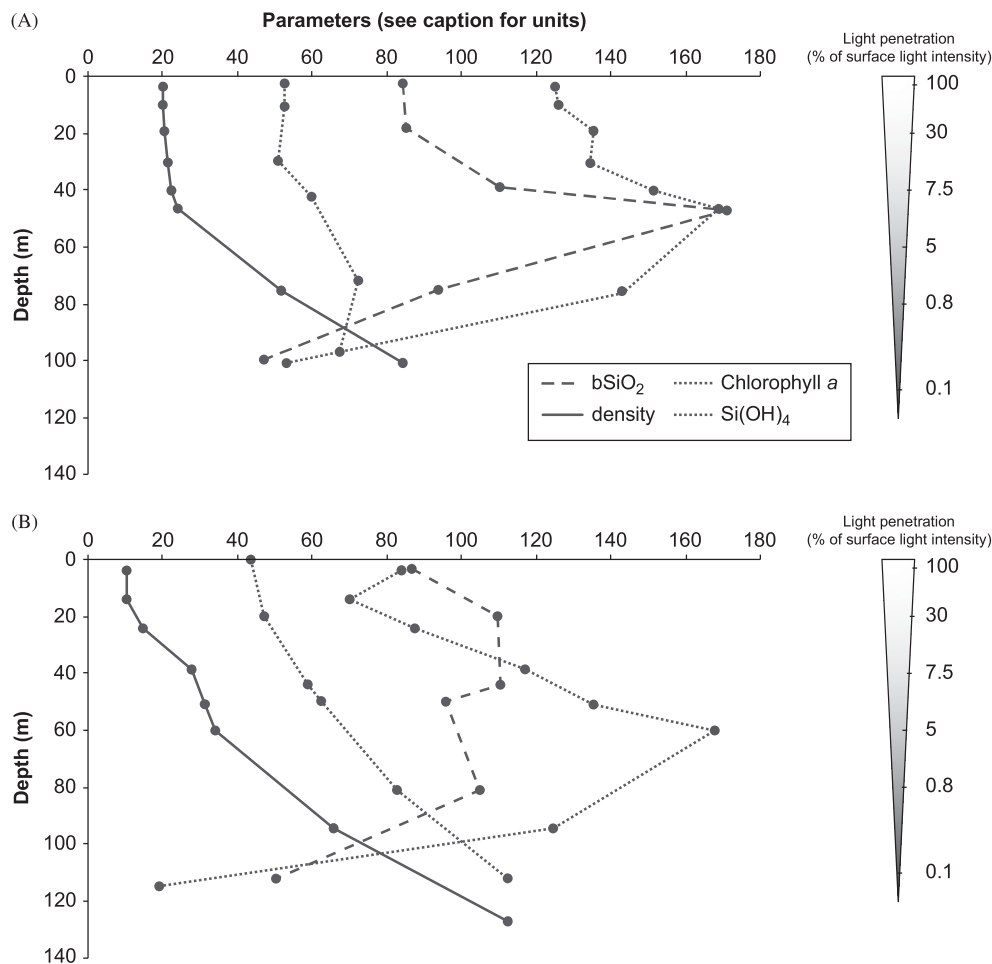 (A)
Parameters (see caption for units)
Light penetration
(% of surface light intensity)
0 20 40 60 80 100 120 140 160 180
0
20
40
60
80
100
120
140
Depth (m)
100
30
7.5
5
0.8
0.1
bSiO2 Chlorophyll a
density Si(OH)4
(B)
Light penetration
(% of surface light intensity)
0 20 40 60 80 100 120 140 160 180
0
20
40
60
80
100
120
140
Depth (m)
100
30
7.5
5
0.8
0.1